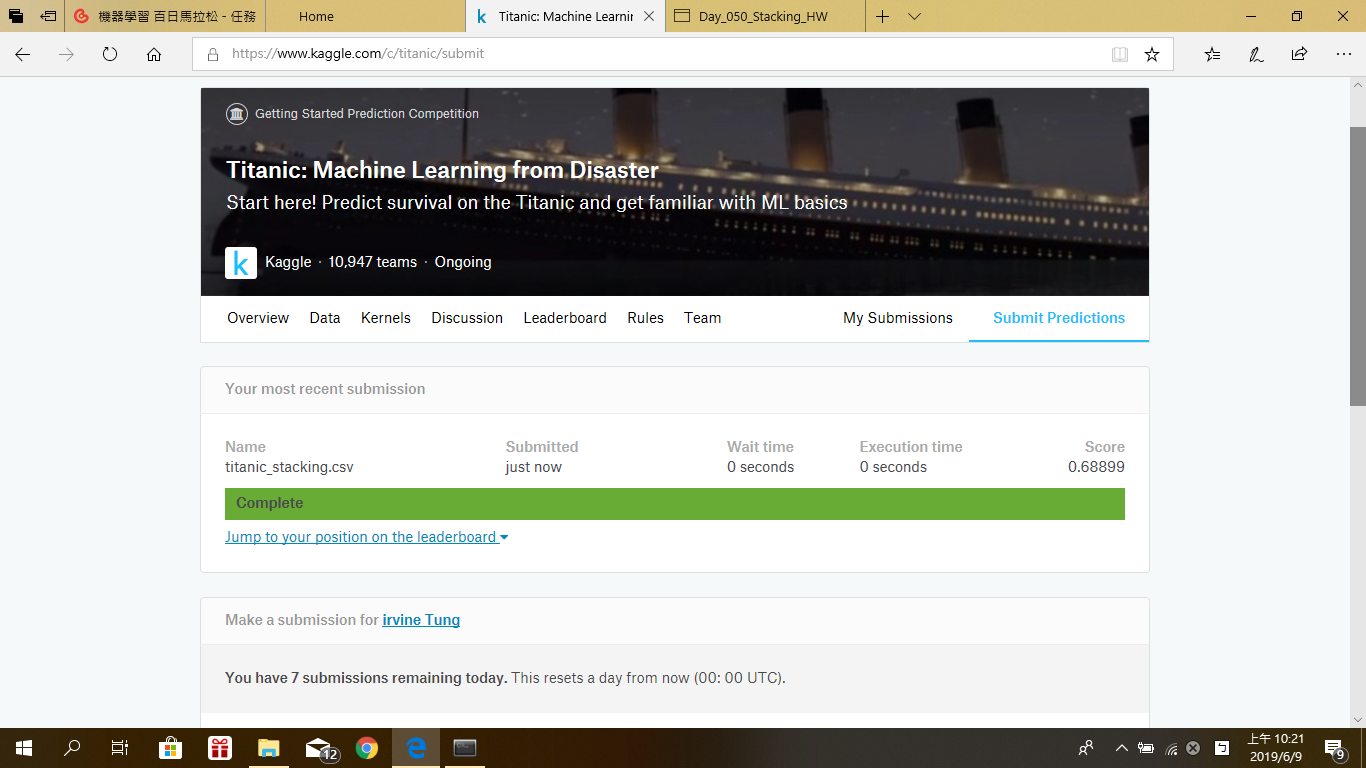 機器學習 百日馬拉松 - 任務
Home
Titanic: Machine Learnin
Day_050_Stacking_HW
https://www.kaggle.com/c/titanic/submit
Getting Started Prediction Competition
Titanic: Machine Learning from Disaster
Start here! Predict survival on the Titanic and get familiar with ML basics
k
Kaggle · 10,947 teams · Ongoing
Overview Data Kernels Discussion Leaderboard Rules Team My Submissions Submit Predictions
Your most recent submission
Name Submitted Wait time Execution time Score
titanic_stacking.csv just now 0 seconds 0 seconds 0.68899
Complete
Jump to your position on the leaderboard
Make a submission for irvine Tung
You have 7 submissions remaining today. This resets a day from now (00: 00 UTC).
12
上午 10:21
2019/6/9
9